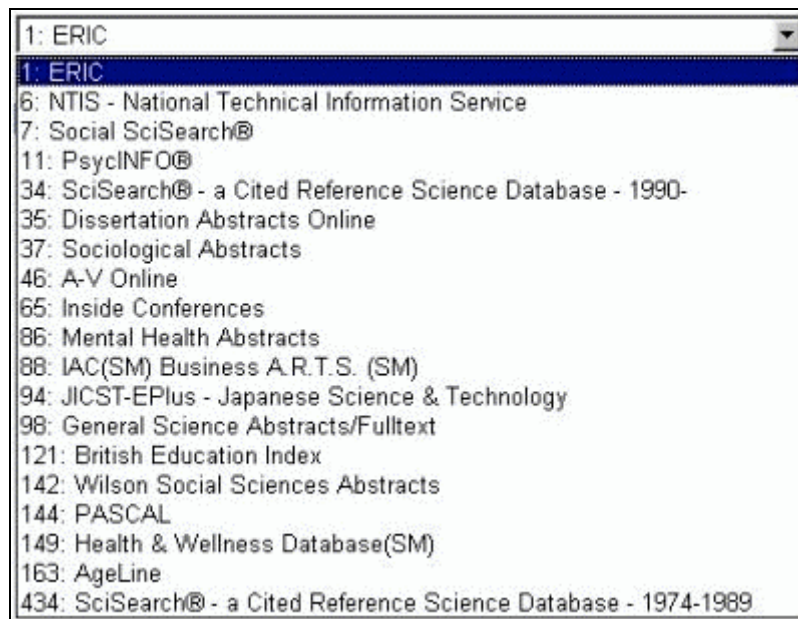 1: ERIC
1: ERIC
6: NTIS - National Technical Information Service
7: Social SciSearch®
11: PsycINFO®
34: SciSearch® - a Cited Reference Science Database - 1990-
35: Dissertation Abstracts Online
37: Sociological Abstracts
46: A-V Online
65: Inside Conferences
86: Mental Health Abstracts
88: IAC(SM) Business A.R.T.S. (SM)
94: JICST-EPlus - Japanese Science & Technology
98: General Science Abstracts/Fulltext
121: British Education Index
142: Wilson Social Sciences Abstracts
144: PASCAL
149: Health & Wellness Database(SM)
163: AgeLine
434: SciSearch® - a Cited Reference Science Database - 1974-1989